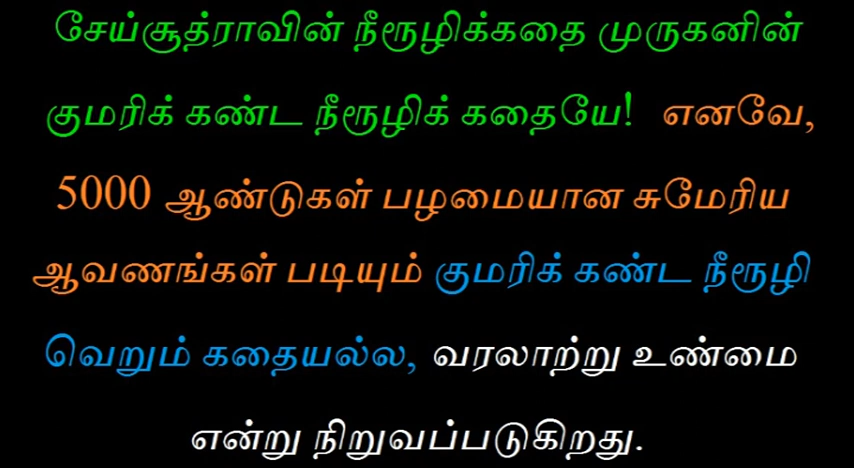 சேய்சூத்ராவின் நீரூழிக்கதை முருகனின்
குமரிக் கண்ட நீரூழிக் கதையே! எனவே,
5000 ஆண்டுகள் பழமையான சுமேரிய
ஆவணங்கள் படியும் குமரிக் கண்ட நீரூழி
வெறும் கதையல்ல, வரலாற்று உண்மை
என்று நிறுவப்படுகிறது.